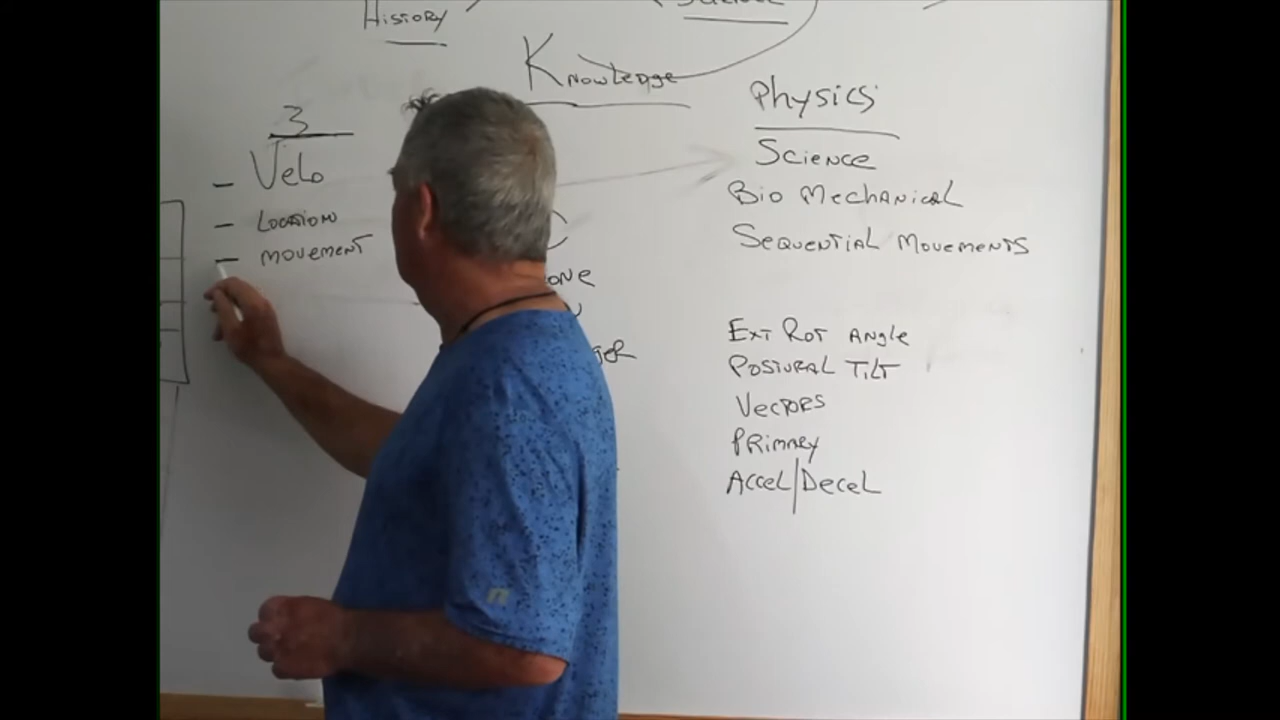 History
Knowledge
3
- Velo
- Location
- movement
Physics
Science
Bio Mechanical
Sequential Movements
Ext Rot Angle
Postural Tilt
Vectors
Primary
Accel/Decel